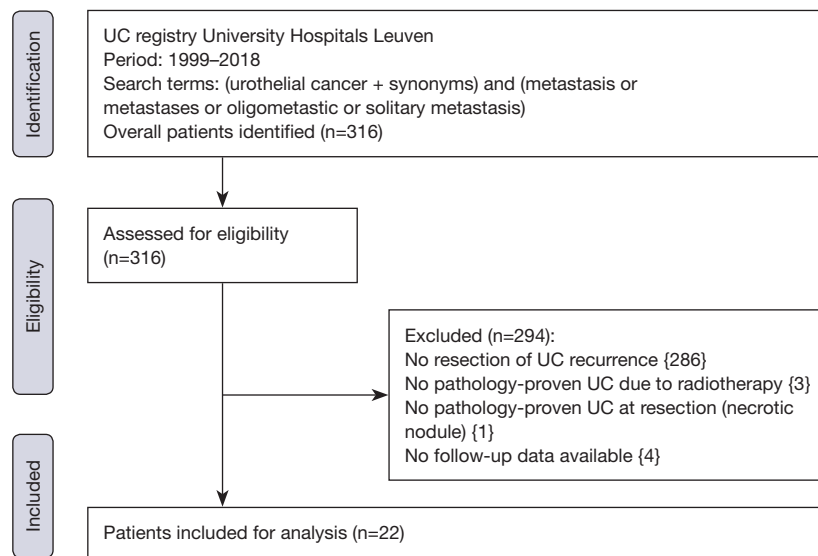 Identification
UC registry University Hospitals Leuven
Period: 1999–2018
Search terms: (urothelial cancer + synonyms) and (metastasis or
metastases or oligometastic or solitary metastasis)
Overall patients identified (n=316)
Eligibility
Assessed for eligibility
(n=316)
Excluded (n=294):
No resection of UC recurrence {286}
No pathology-proven UC due to radiotherapy {3}
No pathology-proven UC at resection (necrotic
nodule) {1}
No follow-up data available {4}
Included
Patients included for analysis (n=22)